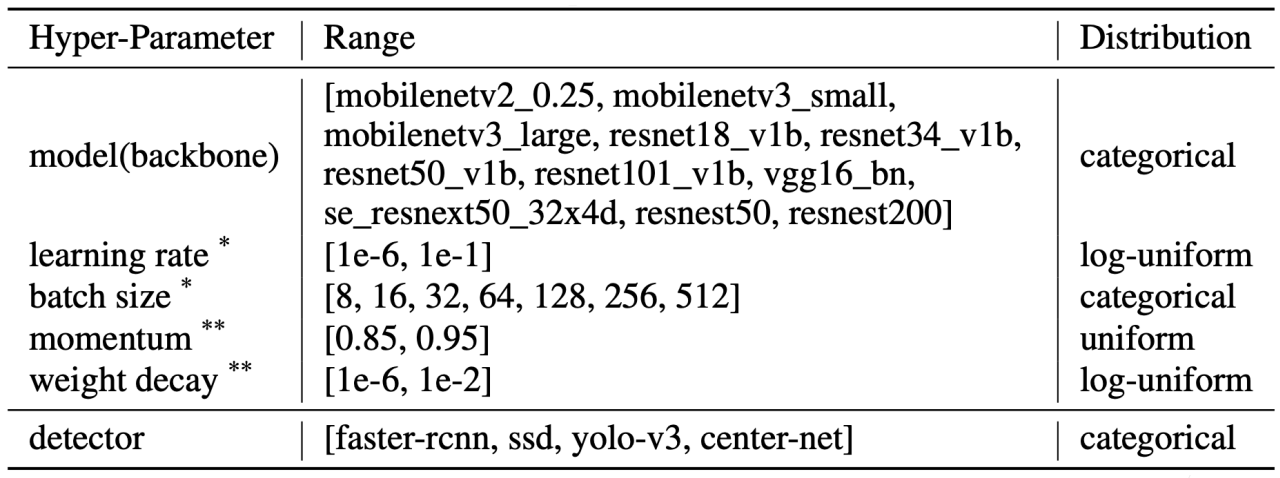 Hyper-Parameter Range Distribution
model(backbone) [mobilenetv2_0.25, mobilenetv3_small, categorical
mobilenetv3_large, resnet18_v1b, resnet34_v1b,
resnet50_v1b, resnet101_v1b, vgg16_bn,
se_resnext50_32x4d, resnest50, resnest200]
learning rate * [1e-6, 1e-1] log-uniform
batch size * [8, 16, 32, 64, 128, 256, 512] categorical
momentum ** [0.85, 0.95] uniform
weight decay ** [1e-6, 1e-2] log-uniform
detector [faster-rcnn, ssd, yolo-v3, center-net] categorical